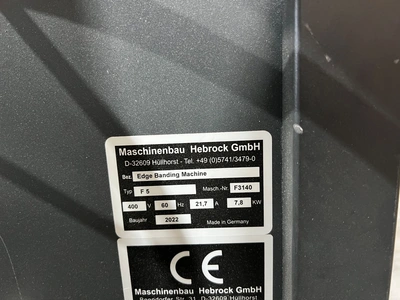 Maschinenbau Hebrock GmbH
D-32609 Hüllhorst - Tel. +49 (0)5741/3479-0
Bez. Edge Banding Machine
Typ F 5 Masch.-Nr. F3140
400 V 60 Hz 21,7 A 7,8 KW
Baujahr 2022 Made in Germany
CE
Maschinenbau Hebrock GmbH
Str. 31 D-32609 Hüllhorst